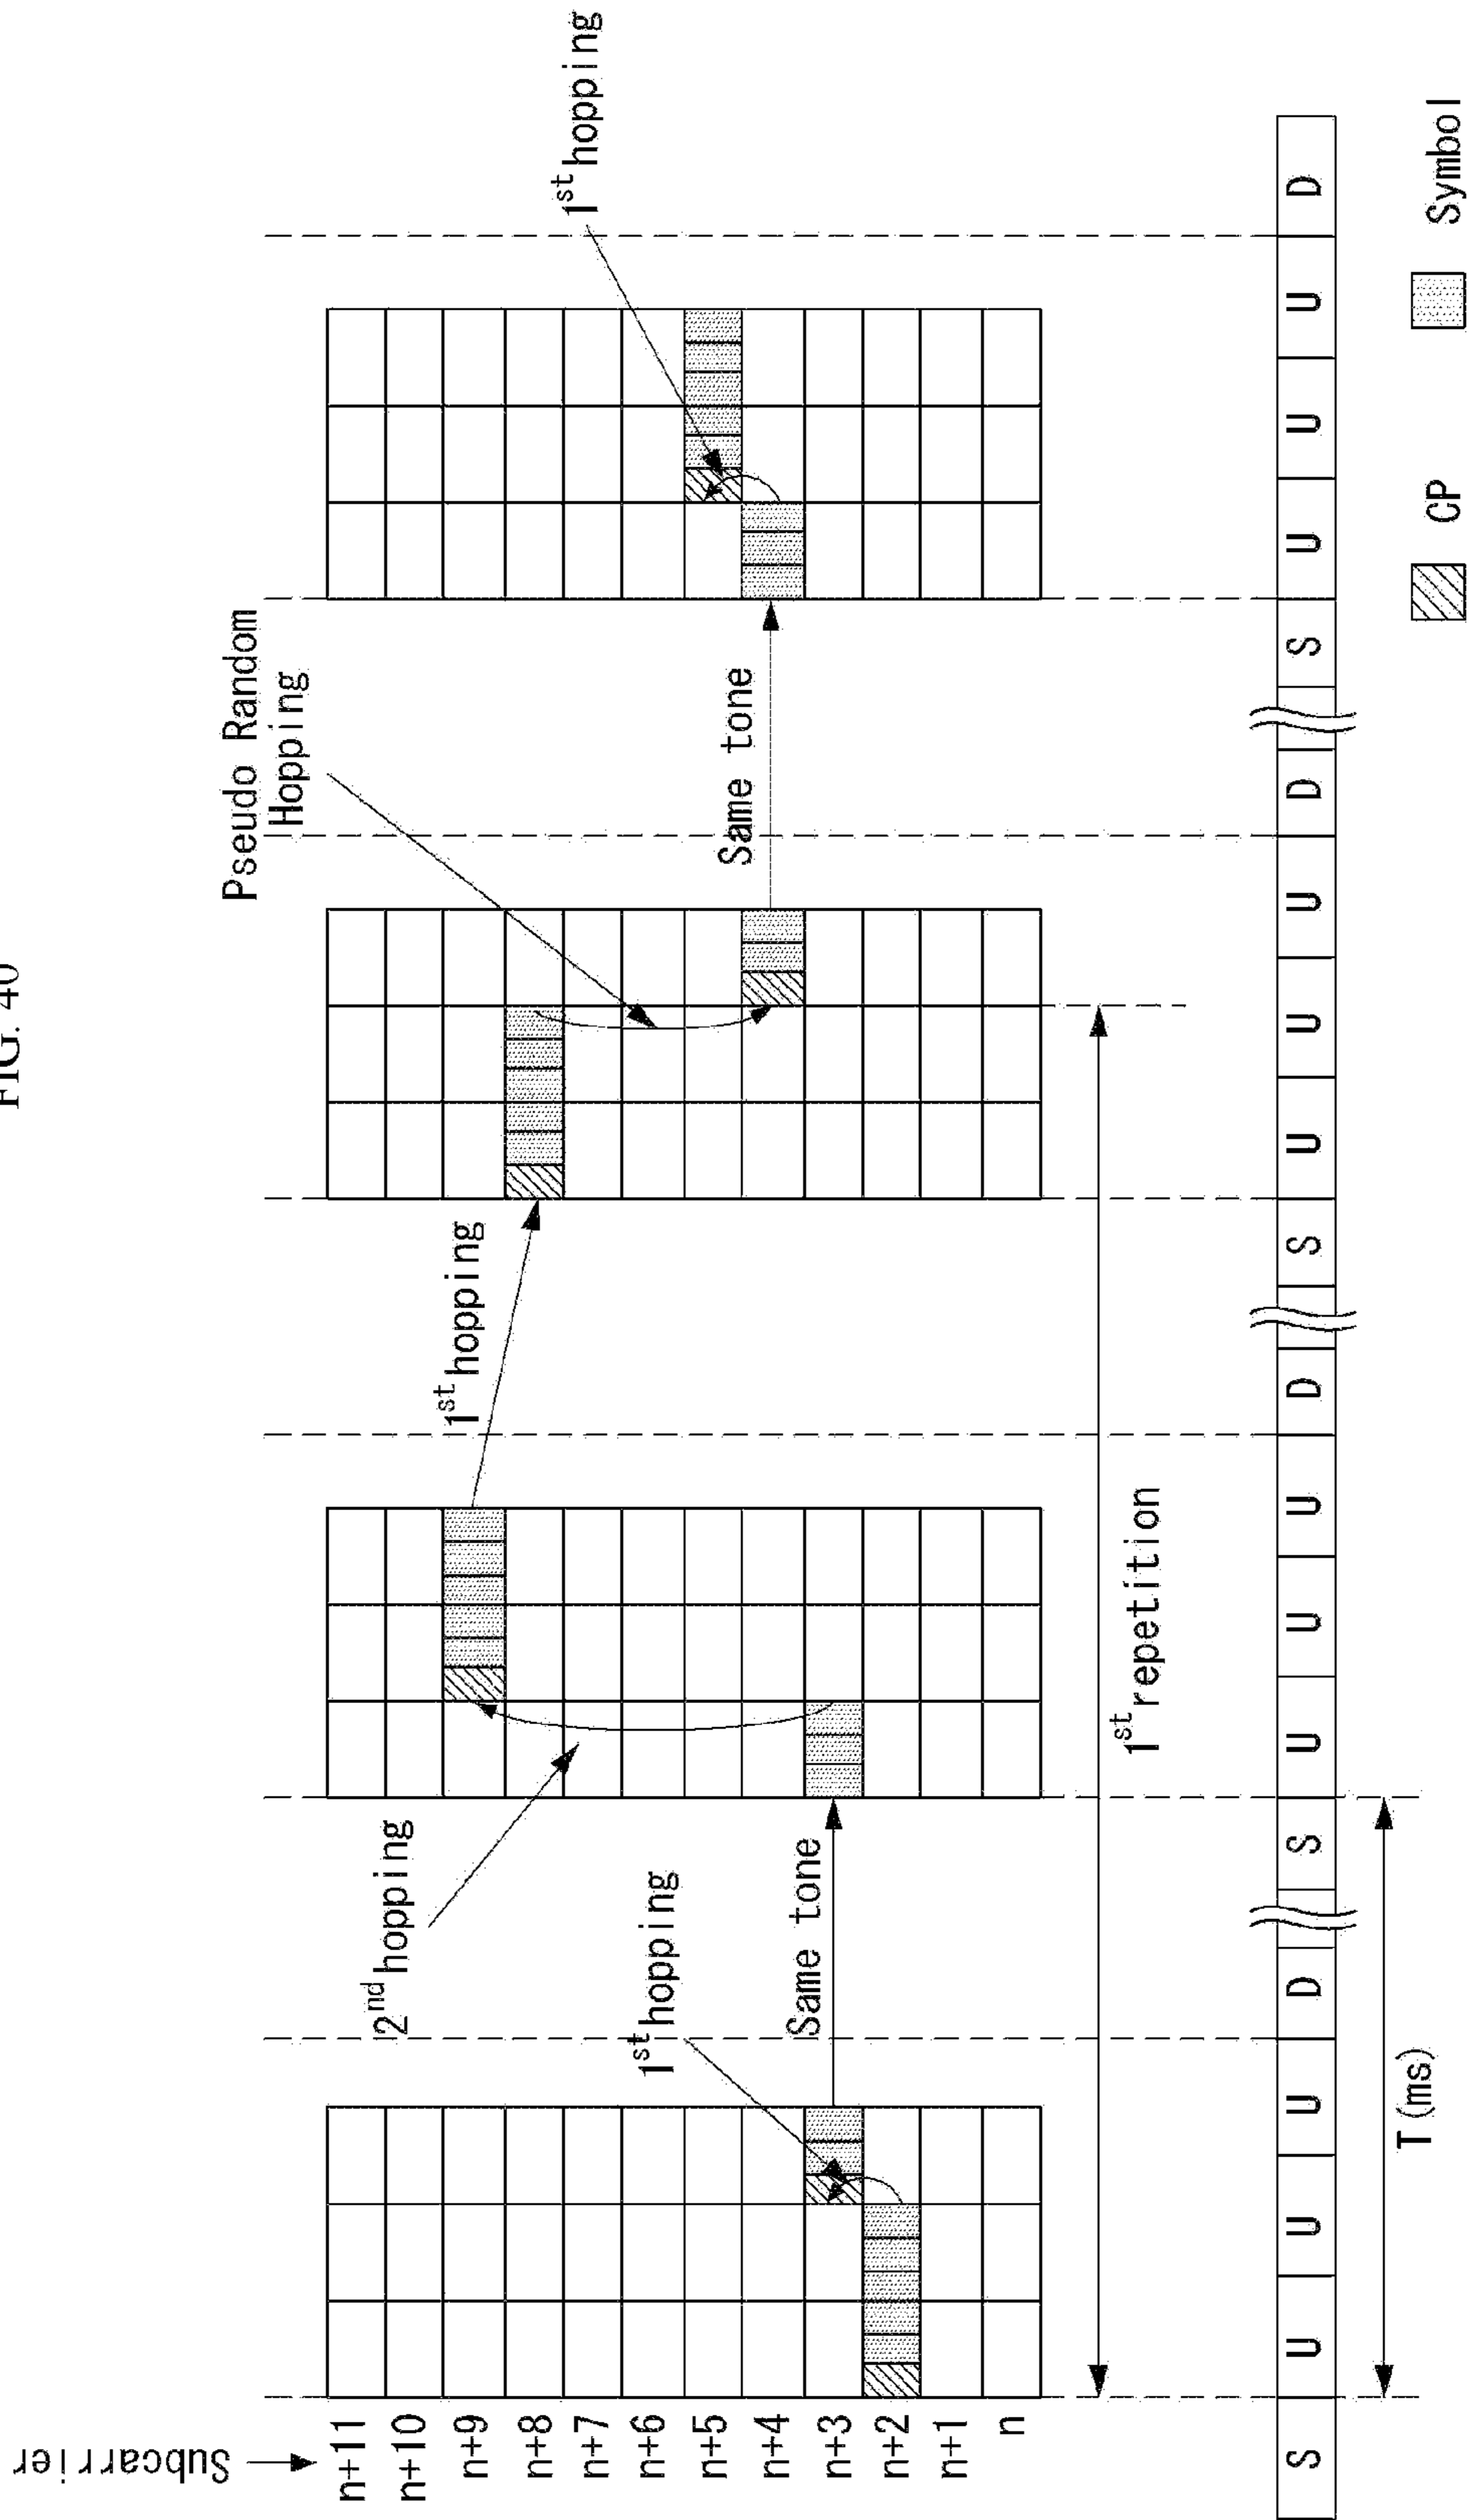 FIG. 40
Subcarrier
n+11
n+10
n+9
n+8
n+7
n+6
n+5
n+4
n+3
n+2
n+1
n
1st hopping
Same tone
2nd hopping
1st hopping
Pseudo Random
Hopping
Same tone
1st hopping
1st repetition
S U U U D S U U U D S U U U D S U U U D
T(ms)
CP
Symbol